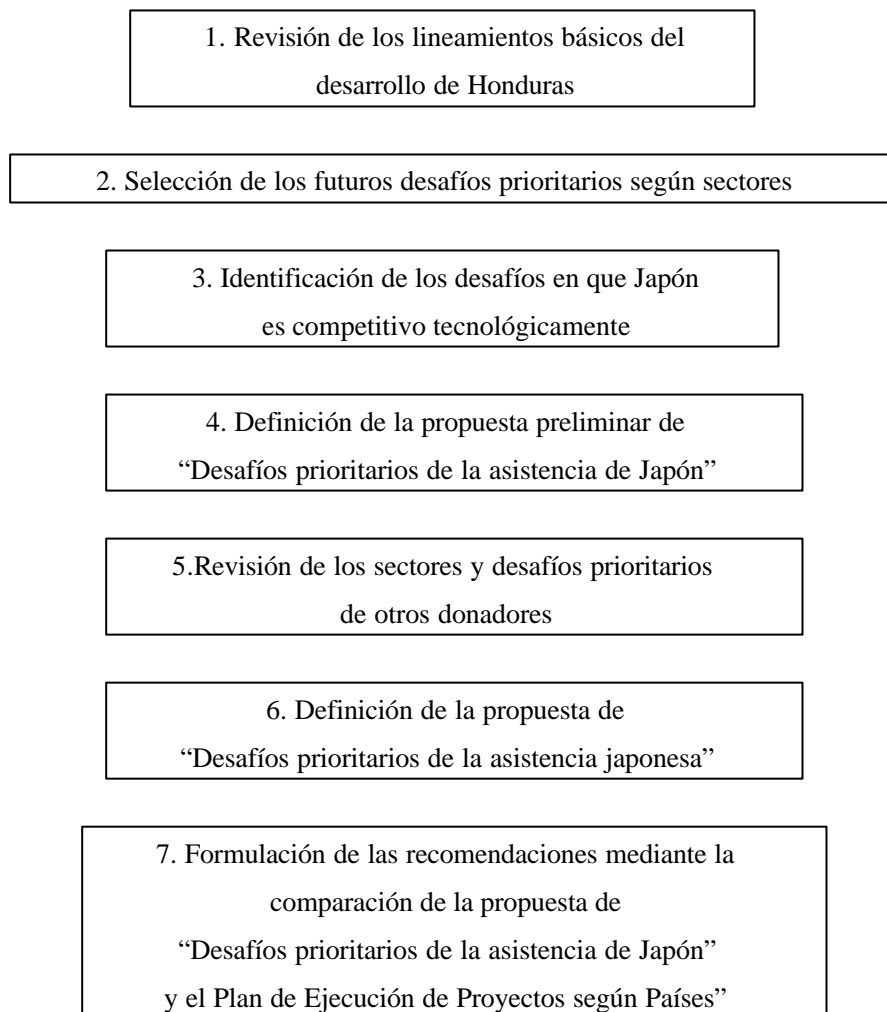 1. Revisión de los lineamientos básicos del
desarrollo de Honduras
2. Selección de los futuros desafíos prioritarios según sectores
3. Identificación de los desafíos en que Japón
es competitivo tecnológicamente
4. Definición de la propuesta preliminar de
“Desafíos prioritarios de la asistencia de Japón”
5.Revisión de los sectores y desafíos prioritarios
de otros donadores
6. Definición de la propuesta de
“Desafíos prioritarios de la asistencia japonesa”
7. Formulación de las recomendaciones mediante la
comparación de la propuesta de
“Desafíos prioritarios de la asistencia de Japón”
y el Plan de Ejecución de Proyectos según Países”